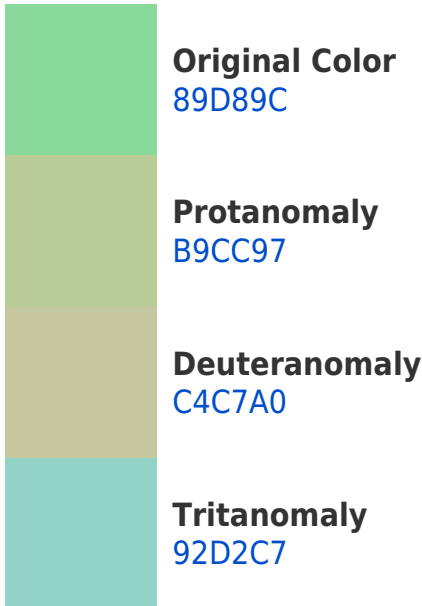 Original Color
89D89C
Protanomaly
B9CC97
Deuteranomaly
C4C7A0
Tritanomaly
92D2C7